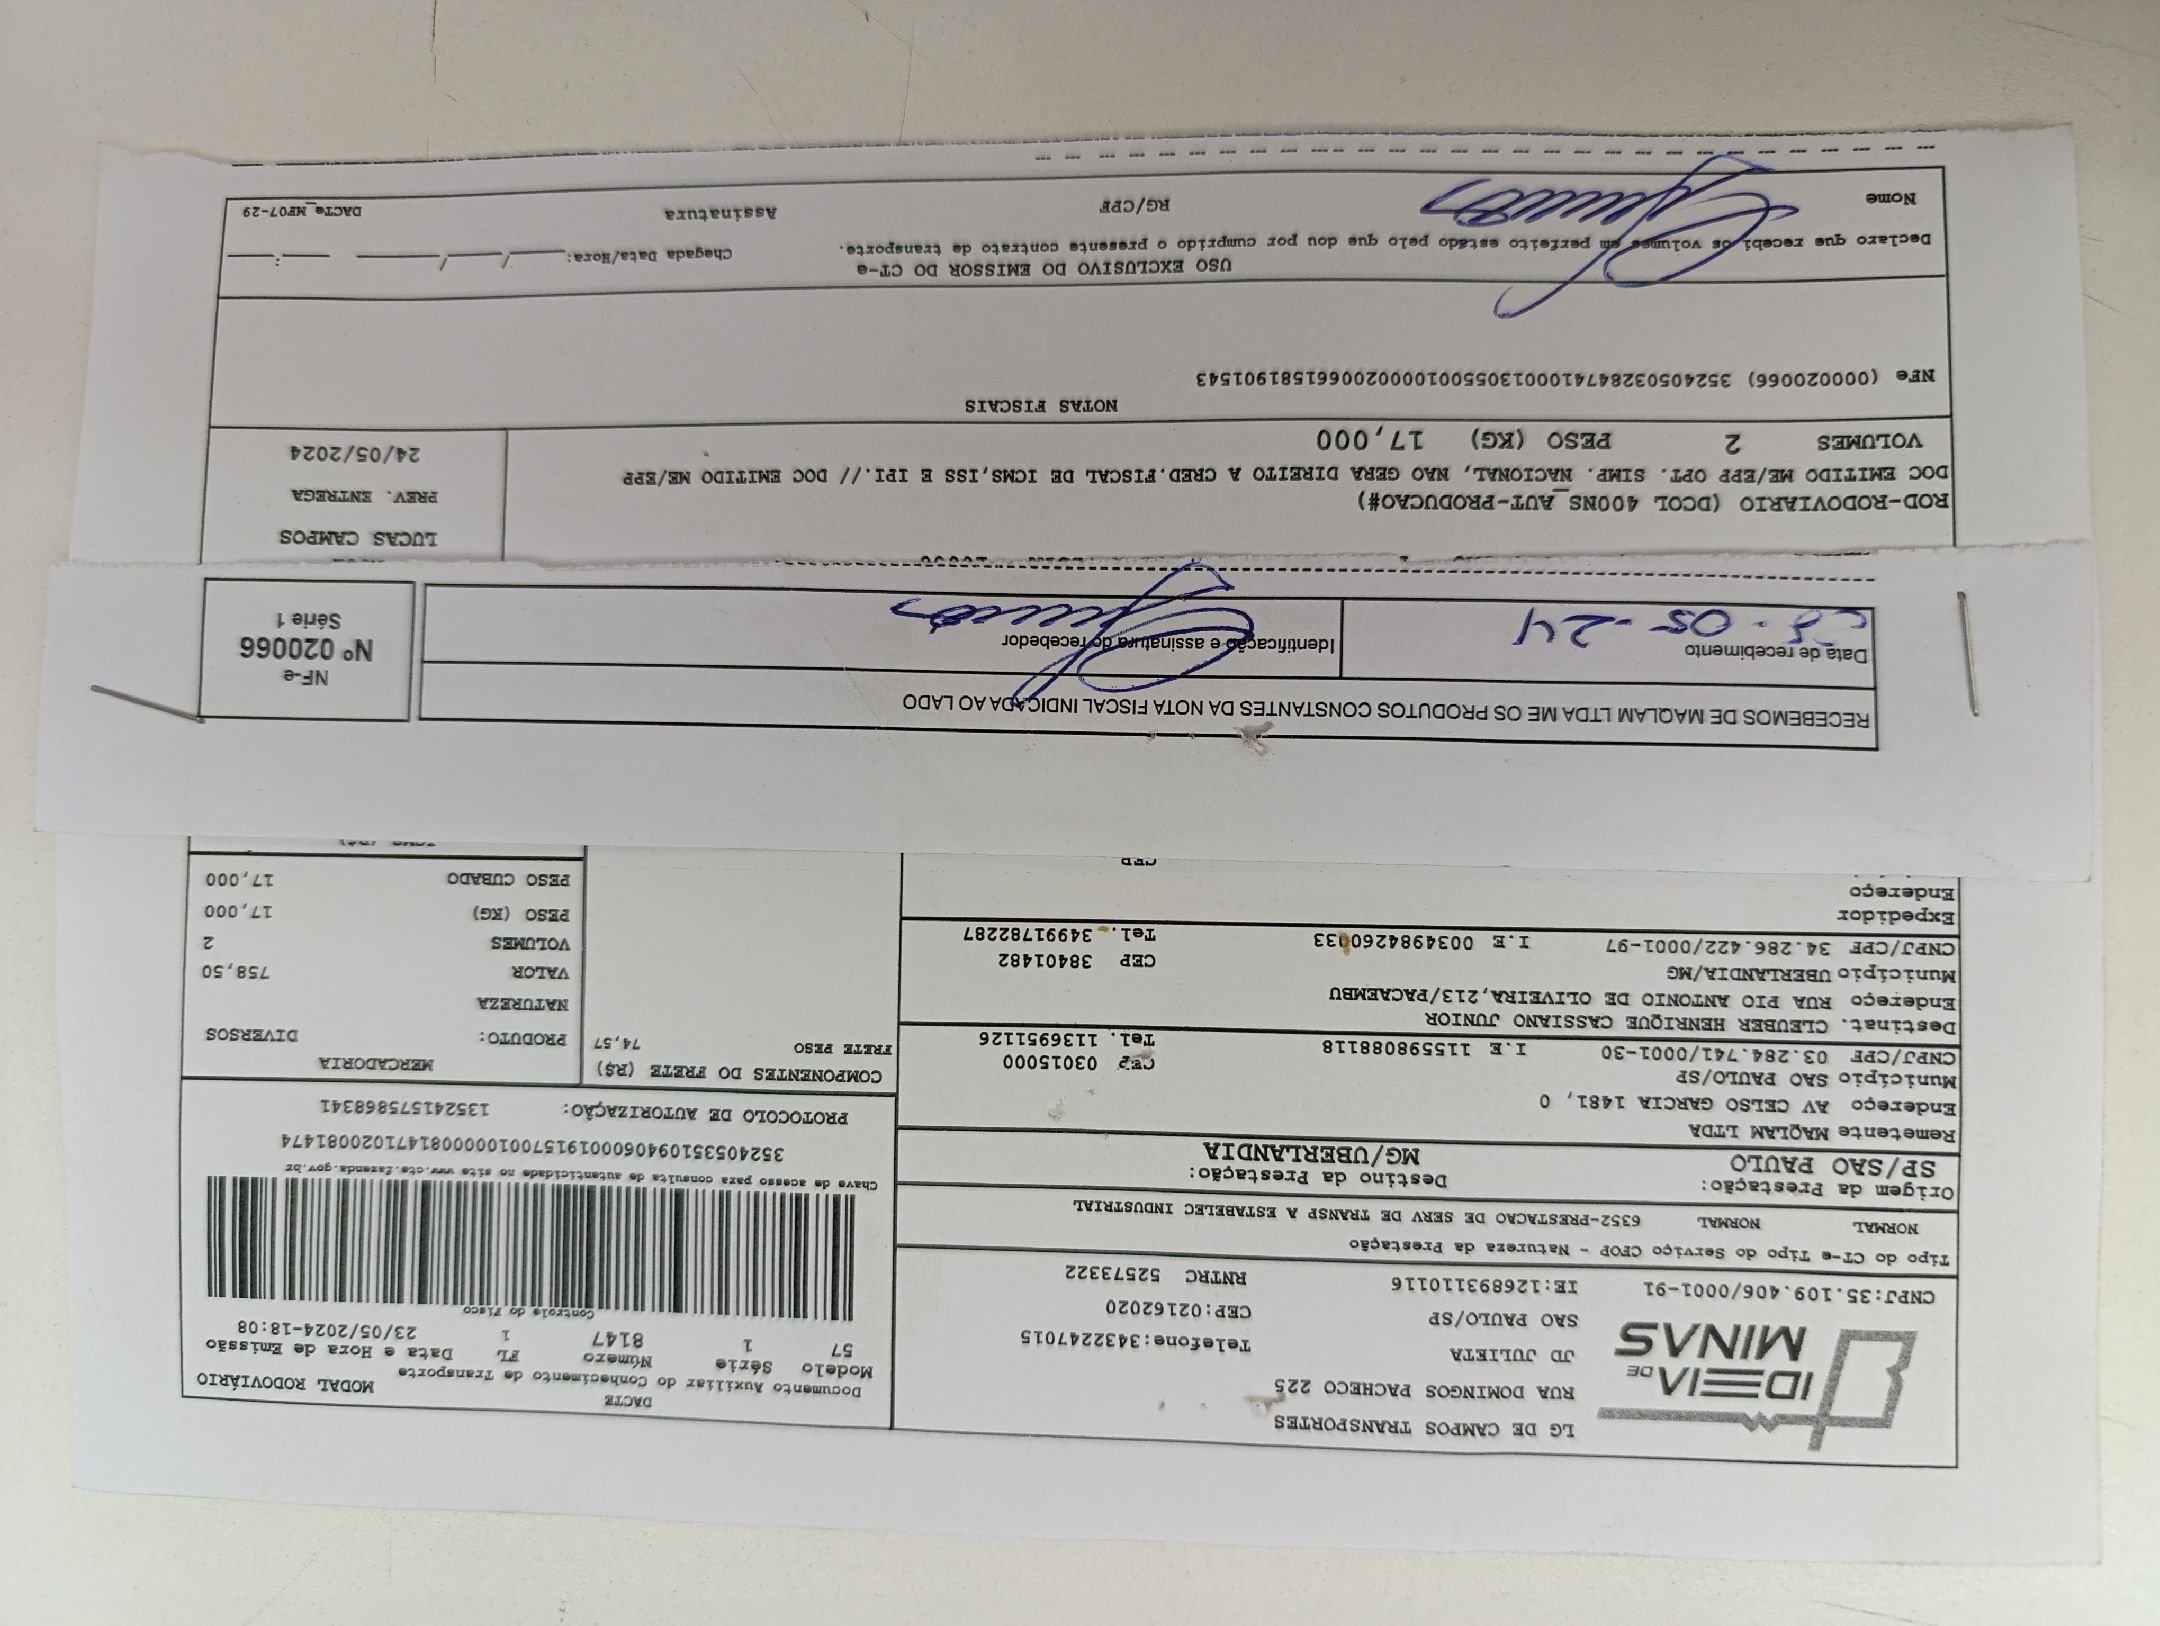 IDEIA DE
MINAS
LG DE CAMPOS TRANSPORTES
RUA DOMINGOS PACHECO 225
JD JULIETA Telefone:3432247015
SAO PAULO/SP CEP:02162020
CNPJ:35.109.406/0001-91 IE:126893110116 RNTRC 52573322
DACTE
Documento Auxiliar do Conhecimento de Transporte MODAL RODOVIÁRIO
Modelo Série Número FL Data e Hora de Emissão
57 1 8147 1 23/05/2024-18:08
Controle do Fisco
Chave de acesso para consulta de autenticidade no site www.cte.fazenda.gov.br
35240535109406000191570010000081471020081474
PROTOCOLO DE AUTORIZAÇÃO: 135241575868341
Tipo do CT-e Tipo do Serviço CFOP - Natureza da Prestação
NORMAL NORMAL 6352-PRESTACAO DE SERV DE TRANSP A ESTABELEC INDUSTRIAL
Origem da Prestação: Destino da Prestação:
SP/SAO PAULO MG/UBERLANDIA
Remetente MAQLAM LTDA
Endereço AV CELSO GARCIA 1481, 0
Município SAO PAULO/SP CEP 03015000
CNPJ/CPF 03.284.741/0001-30 I.E 115598088118 Tel. 1136951126
Destinat. CLEUBER HENRIQUE CASSIANO JUNIOR
Endereço RUA PIO ANTONIO DE OLIVEIRA,213/PACAEMBU
Município UBERLANDIA/MG CEP 38401482
CNPJ/CPF 34.286.422/0001-97 I.E 0034984260033 Tel. 34991782287
Expedidor
Endereço
CEP
COMPONENTES DO FRETE (R$)
FRETE PESO 74,57
MERCADORIA
PRODUTO: DIVERSOS
NATUREZA
VALOR 758,50
VOLUMES 2
PESO (KG) 17,000
PESO CUBADO 17,000
RECEBEMOS DE MAQLAM LTDA ME OS PRODUTOS CONSTANTES DA NOTA FISCAL INDICADA AO LADO
Data de recebimento Identificação e assinatura do recebedor
-05-24
NF-e
Nº 020066
Série 1
LUCAS CAMPOS
ROD-RODOVIARIO (DCOL 400NS_AUT-PRODUCAO#)
DOC EMITIDO ME/EPP OPT. SIMP. NACIONAL, NAO GERA DIREITO A CRED.FISCAL DE ICMS,ISS E IPI.// DOC EMITIDO ME/EPP
VOLUMES 2 PESO (KG) 17,000
PREV. ENTREGA
24/05/2024
NOTAS FISCAIS
NFe (000020066) 35240503284741000130550010000200661581901543
USO EXCLUSIVO DO EMISSOR DO CT-e
Declaro que recebi os volumes em perfeito estado pelo que dou por cumprido o presente contrato de transporte. Chegada Data/Hora:____/____/____ ____:____
Nome RG/CPF Assinatura DACTe_MF07-29